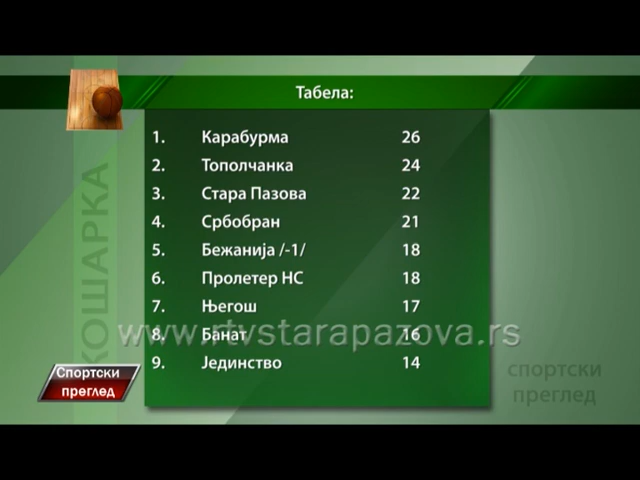 Табела:
КОШАРКА
1. Карабурма 26
2. Тополчанка 24
3. Стара Пазова 22
4. Србобран 21
5. Бежанија /-1/ 18
6. Пролетер НС 18
7. Његош 17
www.rtvstarapazova.rs
8. Банат 16
9. Јединство 14
Спортски
преглед
спортски
преглед